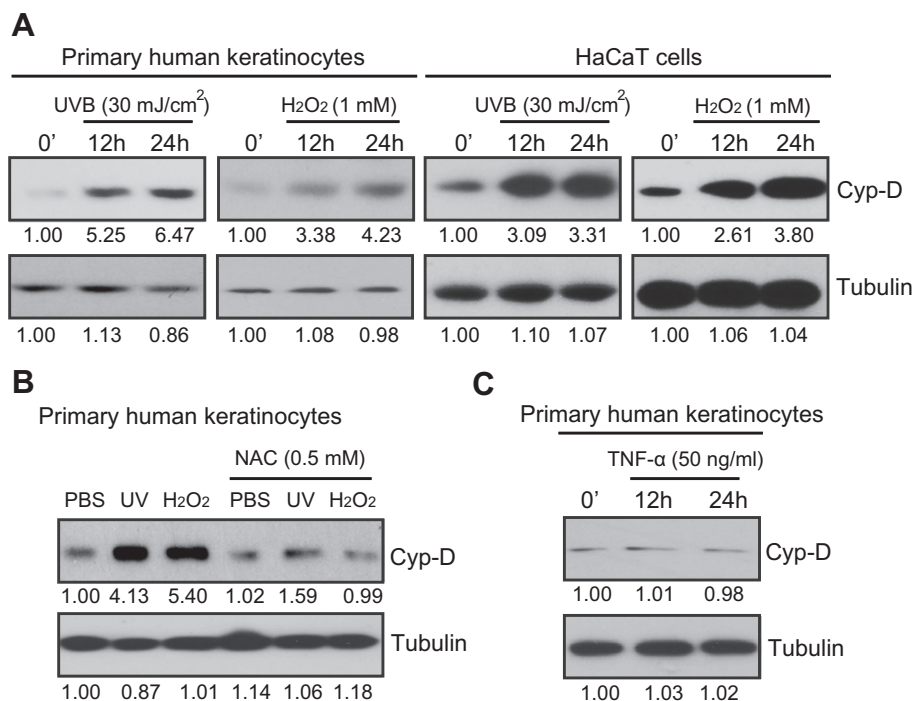 A
Primary human keratinocytes HaCaT cells
UVB (30 mJ/cm2) H2O2 (1 mM) UVB (30 mJ/cm2) H2O2 (1 mM)
0' 12h 24h 0' 12h 24h 0' 12h 24h 0' 12h 24h
Cyp-D
1.00 5.25 6.47 1.00 3.38 4.23 1.00 3.09 3.31 1.00 2.61 3.80
Tubulin
1.00 1.13 0.86 1.00 1.08 0.98 1.00 1.10 1.07 1.00 1.06 1.04
B
Primary human keratinocytes
NAC (0.5 mM)
PBS UV H2O2 PBS UV H2O2
Cyp-D
1.00 4.13 5.40 1.02 1.59 0.99
Tubulin
1.00 0.87 1.01 1.14 1.06 1.18
C
Primary human keratinocytes
TNF-α (50 ng/ml)
0' 12h 24h
Cyp-D
1.00 1.01 0.98
Tubulin
1.00 1.03 1.02